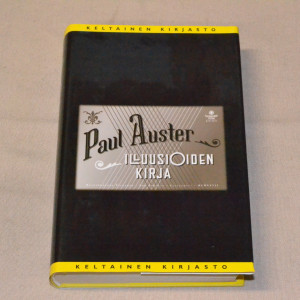 KELTAINEN KIRJASTO
Paul Auster
ILLUUSIOIDEN
KIRJA
KELTAINEN KIRJASTO